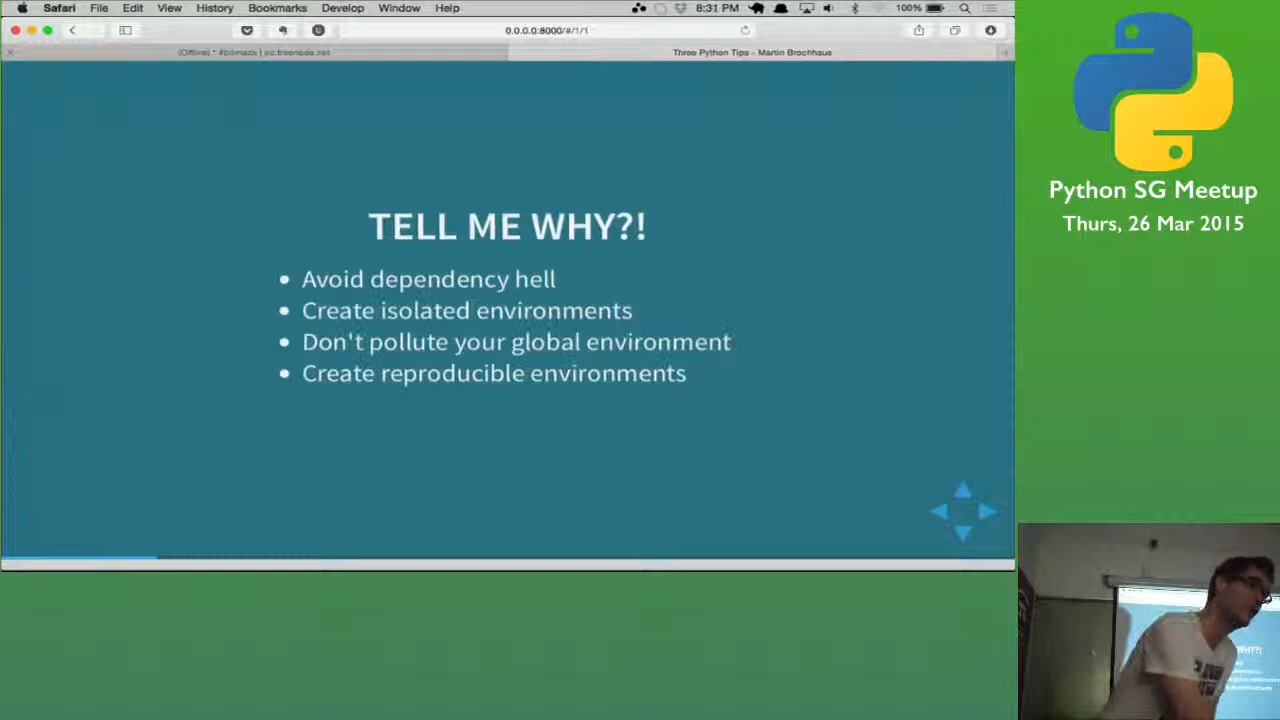 Safari File Edit View History Bookmarks Develop Window Help 8:31 PM 100%
0.0.0.0:8000/#/1/1
Three Python Tips - Martin Brochhaus
TELL ME WHY?!
• Avoid dependency hell
• Create isolated environments
• Don't pollute your global environment
• Create reproducible environments
Python SG Meetup
Thurs, 26 Mar 2015
WHY?!